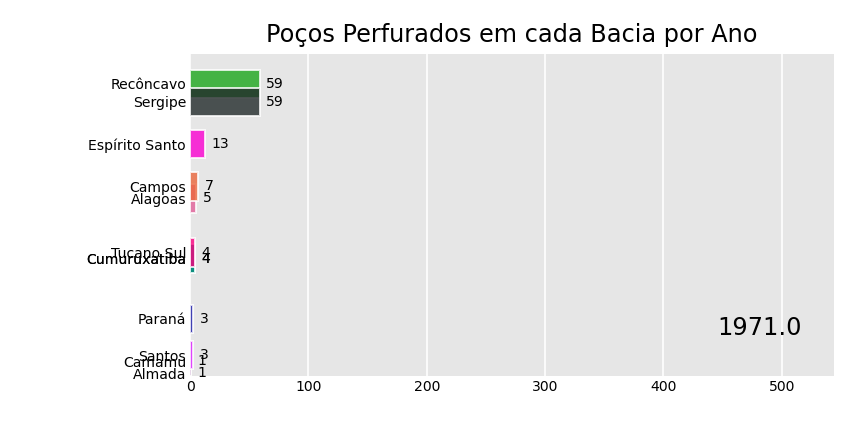 Poços Perfurados em cada Bacia por Ano
Recôncavo 59
Sergipe 59
Espírito Santo 13
Campos 7
Alagoas 5
Tucano Sul 4
Cumuruxatiba 4
Paraná 3
1971.0
Santos 3
Camamu 1
Almada 1
0 100 200 300 400 500